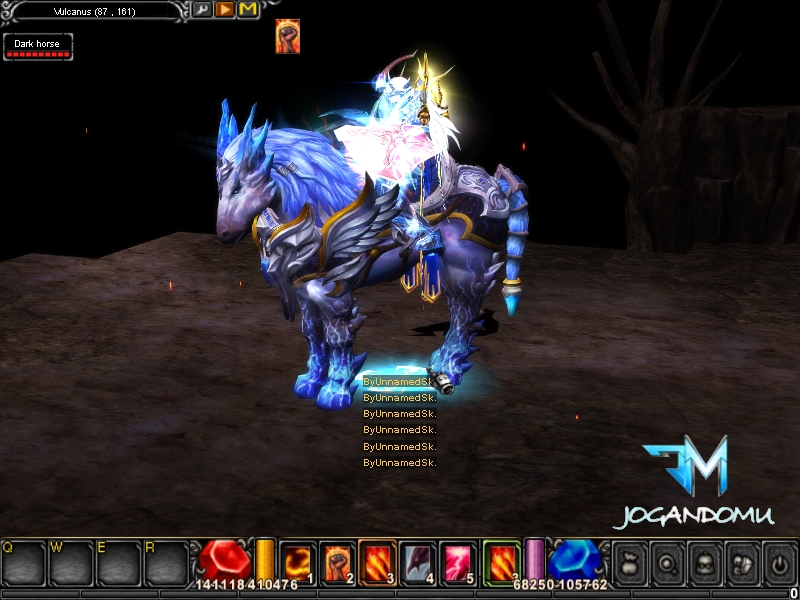 Vulcanus (87 , 161)
M
Dark horse
ByUnnamedSk.
ByUnnamedSk.
ByUnnamedSk.
ByUnnamedSk.
ByUnnamedSk.
ByUnnamedSk.
JM
JOGANDOMU
Q W E R
1 2 3 4 5 3
141118 410476 68250 105762
0